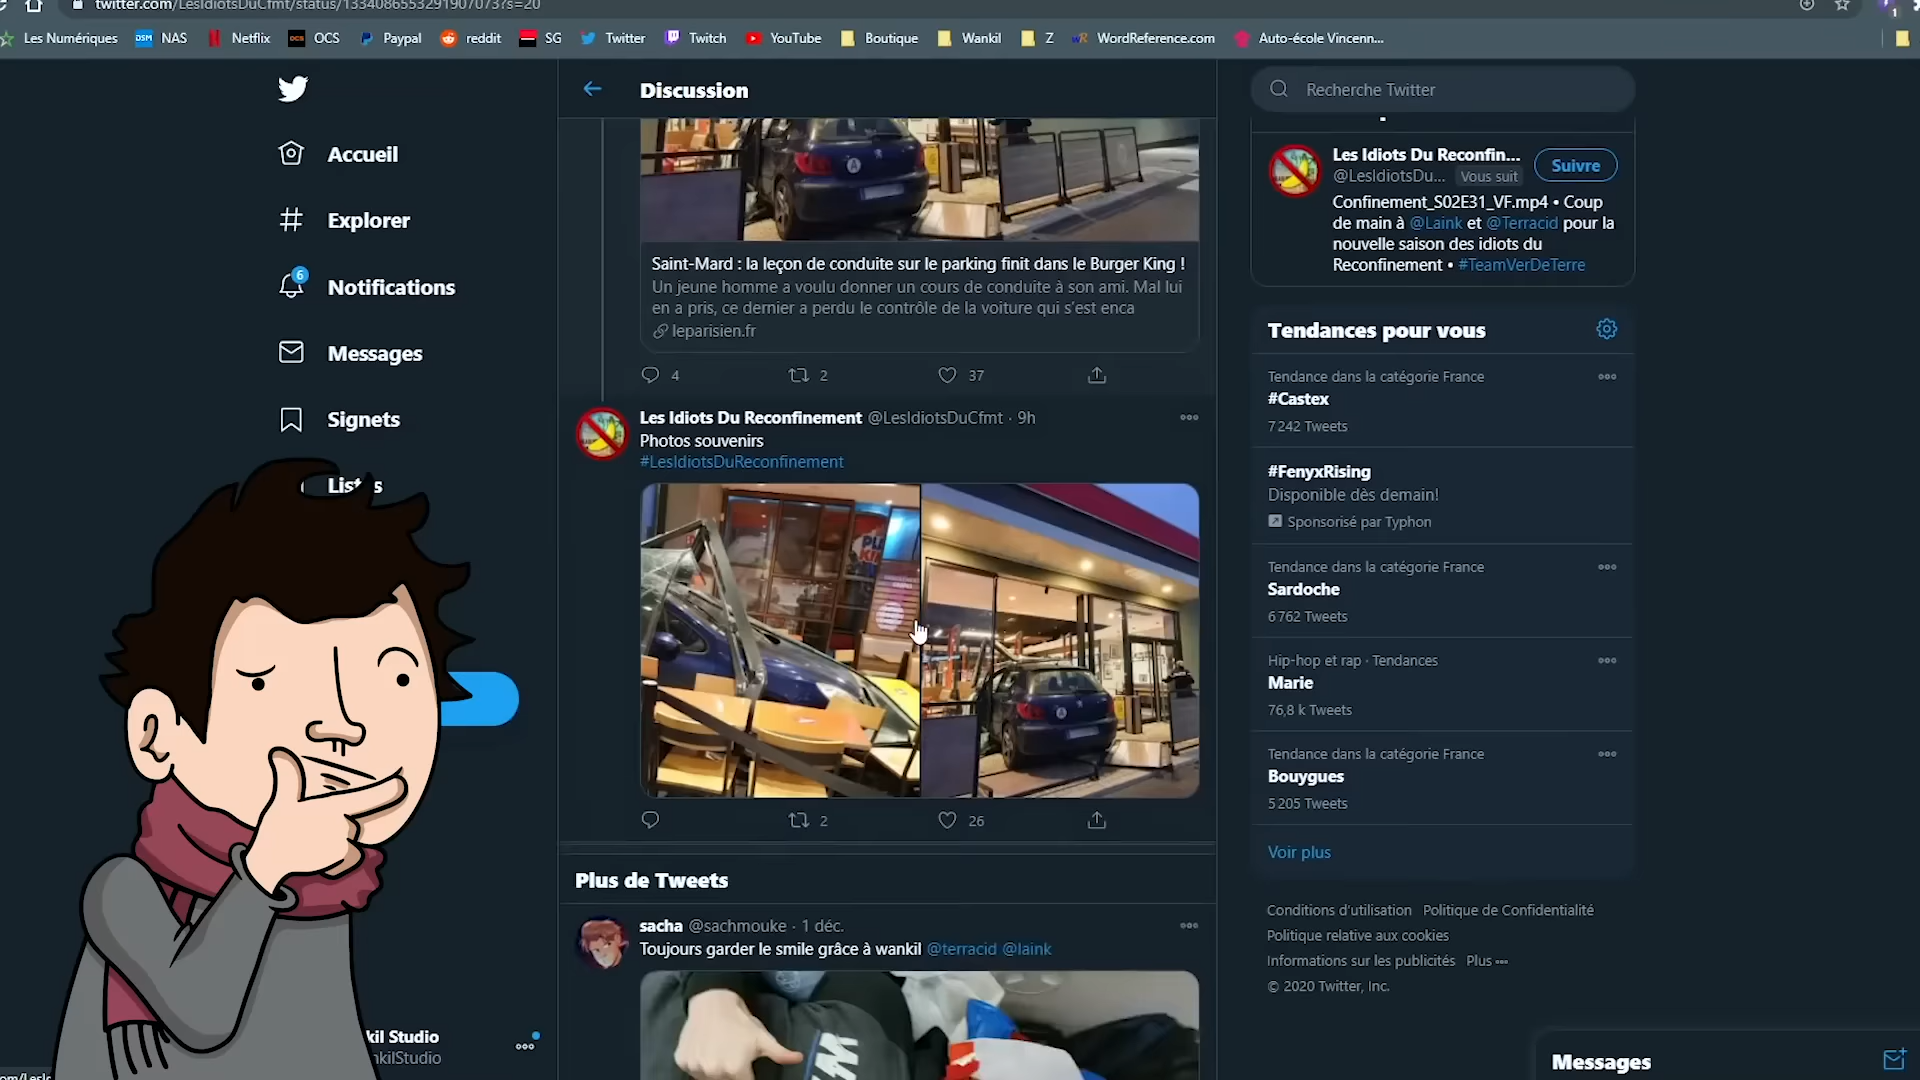 twitter.com/LesIdiotsDuCfmt/status/1334086553291907073?s=20
Les Numériques
NAS
Netflix
OCS
Paypal
reddit
SG
Twitter
Twitch
YouTube
Boutique
Wankil
Z
WordReference.com
Auto-école Vincenn...
1
Accueil
Explorer
6
Notifications
Messages
Signets
kil Studio
Discussion
Saint-Mard : la leçon de conduite sur le parking finit dans le Burger King !
Un jeune homme a voulu donner un cours de conduite à son ami. Mal lui
en a pris, ce dernier a perdu le contrôle de la voiture qui s'est enca
leparisien.fr
4
2
37
Les Idiots Du Reconfinement @LesIdiotsDuCfmt · 9h
Photos souvenirs
#LesIdiotsDuReconfinement
2
26
Plus de Tweets
sacha @sachmouke · 1 déc.
Toujours garder le smile grâce à wankil @terracid @laink
Recherche Twitter
Les Idiots Du Reconfin...
Suivre
@LesIdiotsDu... Vous suit
Confinement_S02E31_VF.mp4 • Coup
de main à @Laink et @Terracid pour la
nouvelle saison des idiots du
Reconfinement • #TeamVerDeTerre
Tendances pour vous
Tendance dans la catégorie France
#Castex
7 242 Tweets
#FenyxRising
Disponible dès demain!
Sponsorisé par Typhon
Tendance dans la catégorie France
Sardoche
6 762 Tweets
Hip-hop et rap · Tendances
Marie
76,8 k Tweets
Tendance dans la catégorie France
Bouygues
5 205 Tweets
Voir plus
Conditions d'utilisation Politique de Confidentialité
Politique relative aux cookies
Informations sur les publicités Plus
© 2020 Twitter, Inc.
Messages